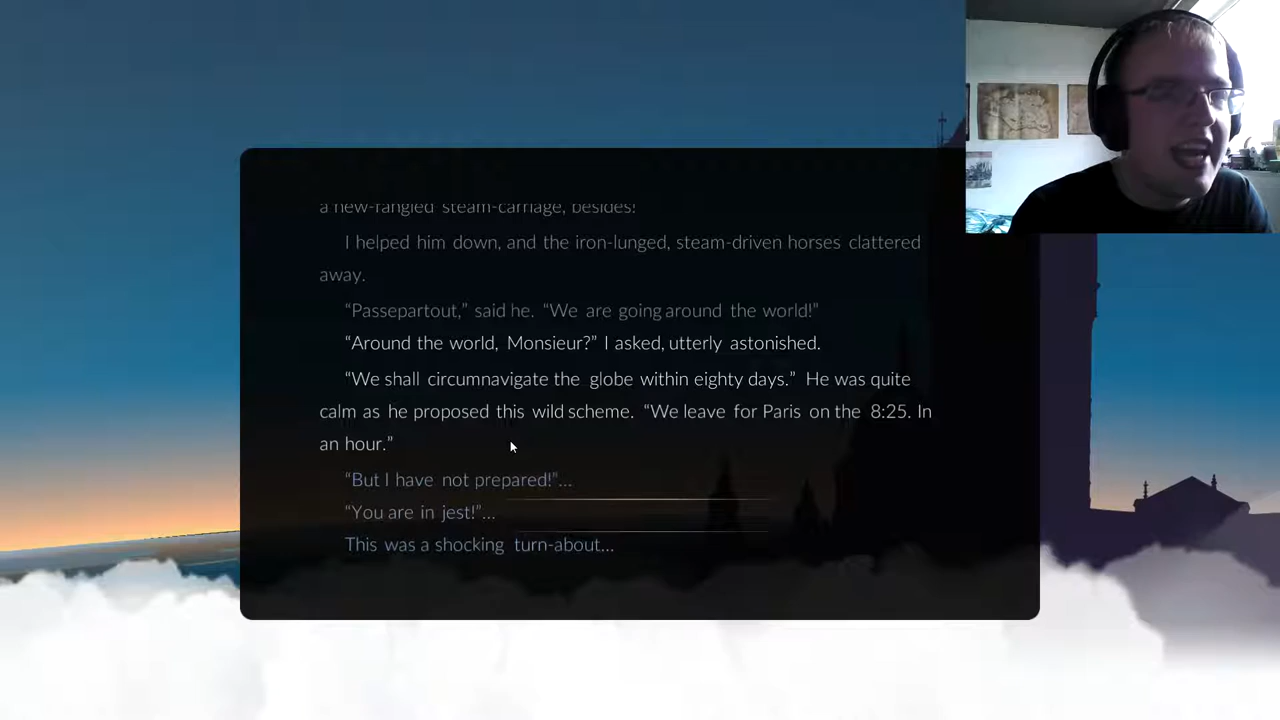 a new-fangled steam-carriage, besides!
I helped him down, and the iron-lunged, steam-driven horses clattered
away.
“Passepartout,” said he. “We are going around the world!”
“Around the world, Monsieur?” I asked, utterly astonished.
“We shall circumnavigate the globe within eighty days.” He was quite
calm as he proposed this wild scheme. “We leave for Paris on the 8:25. In
an hour.”
“But I have not prepared!”...
“You are in jest!”...
This was a shocking turn-about...